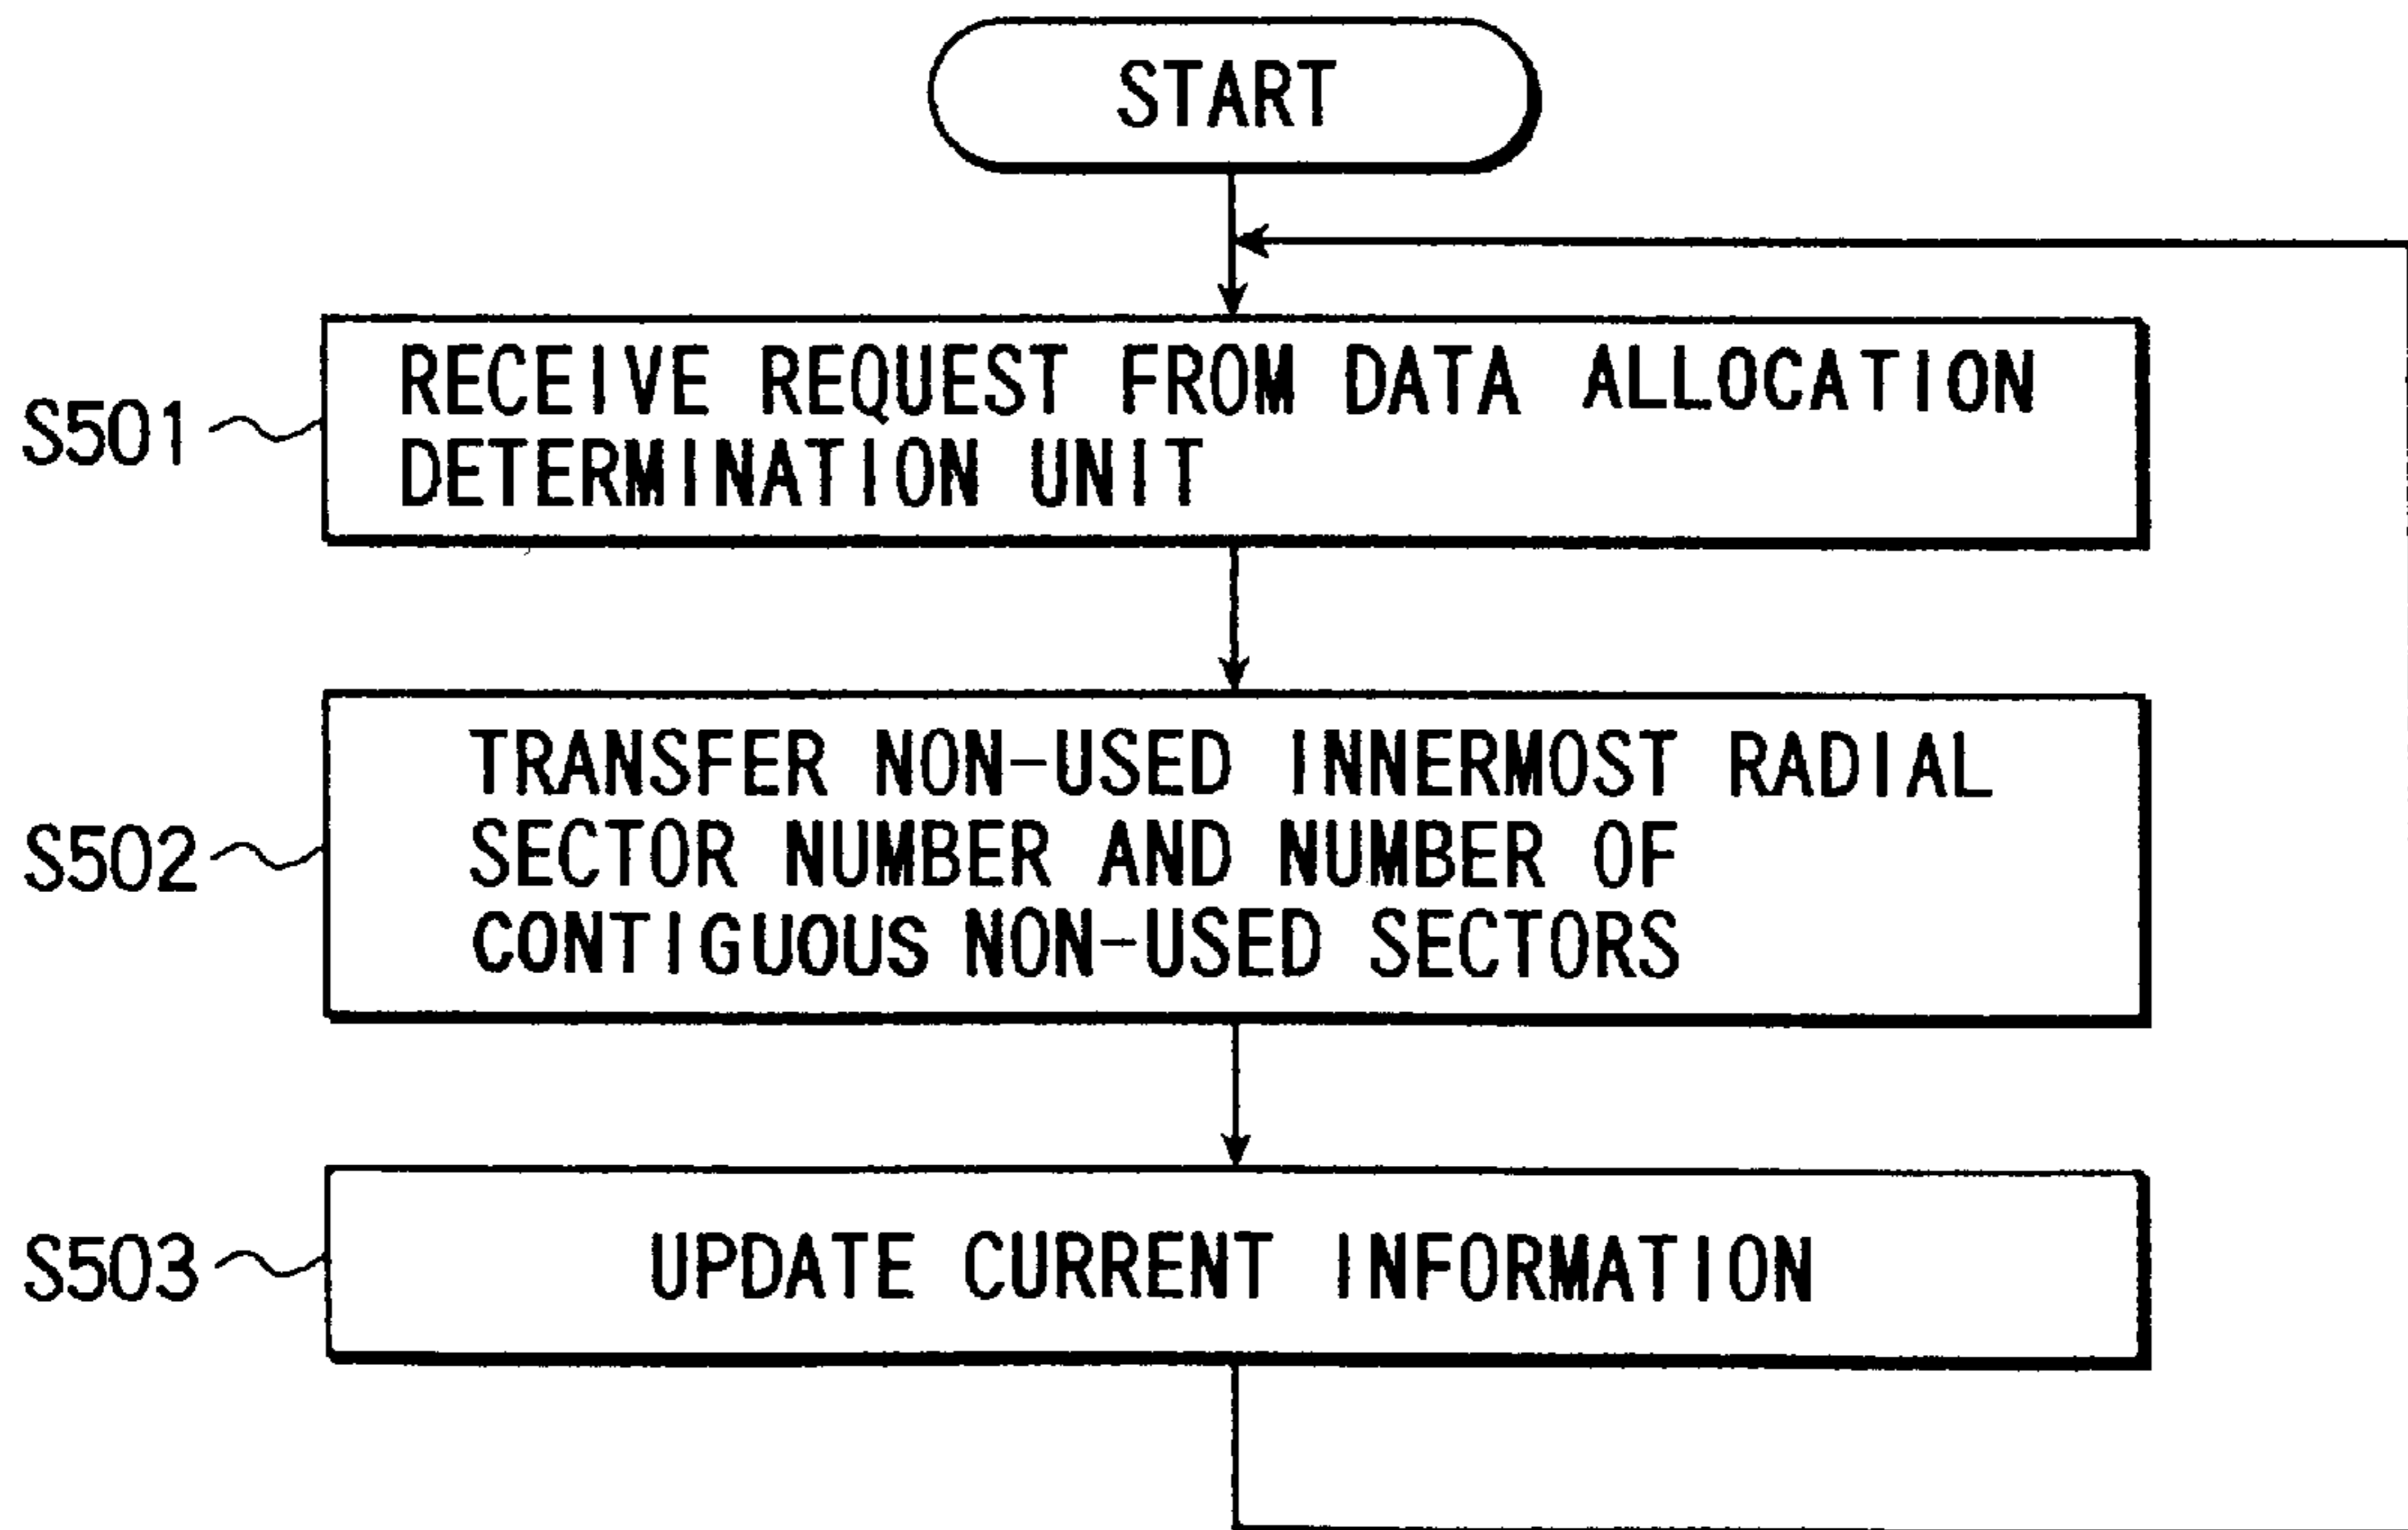 START
S501
RECEIVE REQUEST FROM DATA ALLOCATION
DETERMINATION UNIT
S502
TRANSFER NON-USED INNERMOST RADIAL
SECTOR NUMBER AND NUMBER OF
CONTIGUOUS NON-USED SECTORS
S503
UPDATE CURRENT INFORMATION